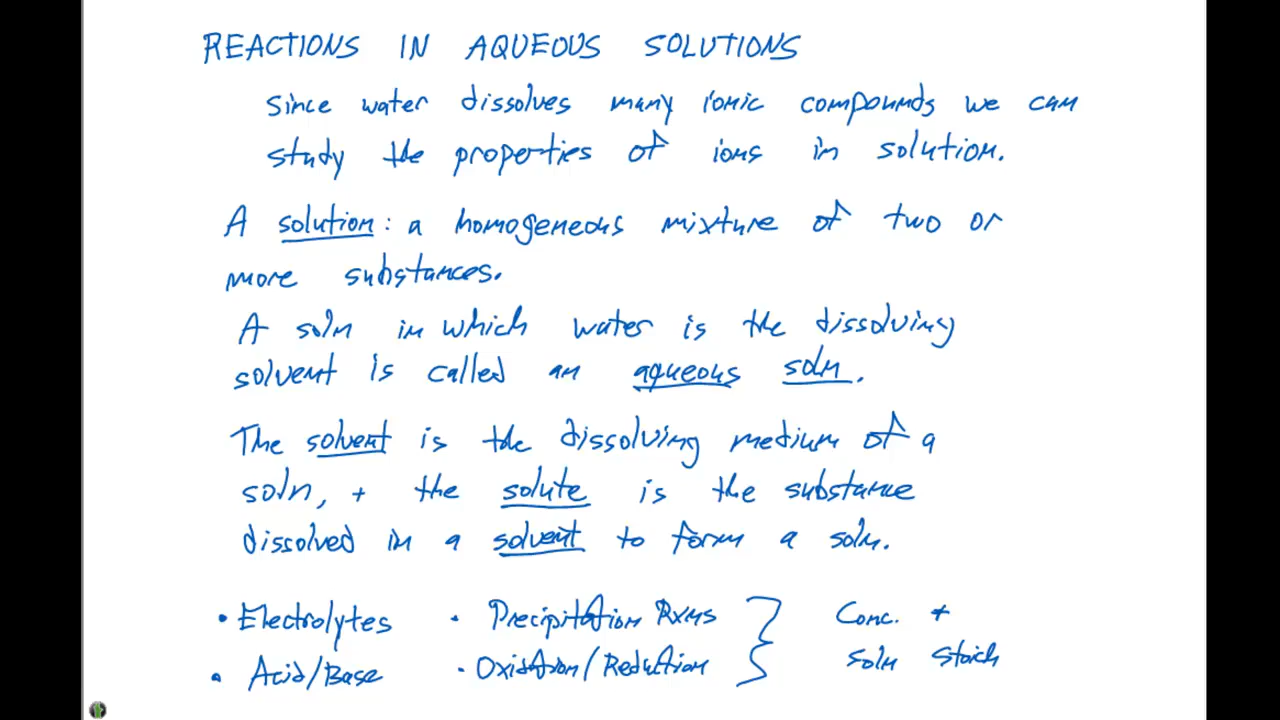 REACTIONS IN AQUEOUS SOLUTIONS
Since water dissolves many ionic compounds we can
study the properties of ions in solution.
A solution: a homogeneous mixture of two or
more substances.
A soln in which water is the dissolving
solvent is called an aqueous soln.
The solvent is the dissolving medium of a
soln, + the solute is the substance
dissolved in a solvent to form a soln.
• Electrolytes • Precipitation Rxns } Conc. +
• Acid/Base • Oxidation/Reduction soln stoich